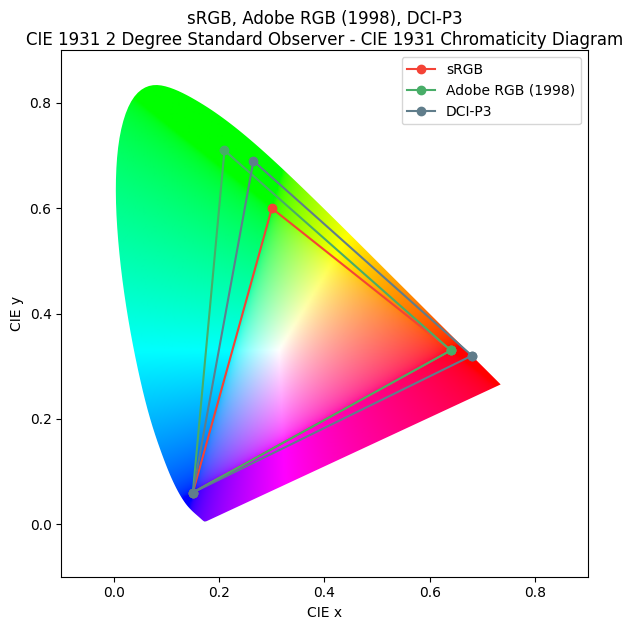 sRGB, Adobe RGB (1998), DCI-P3
CIE 1931 2 Degree Standard Observer - CIE 1931 Chromaticity Diagram
sRGB
Adobe RGB (1998)
DCI-P3
0.8
0.6
0.4
0.2
0.0
CIE y
0.0
0.2
0.4
0.6
0.8
CIE x